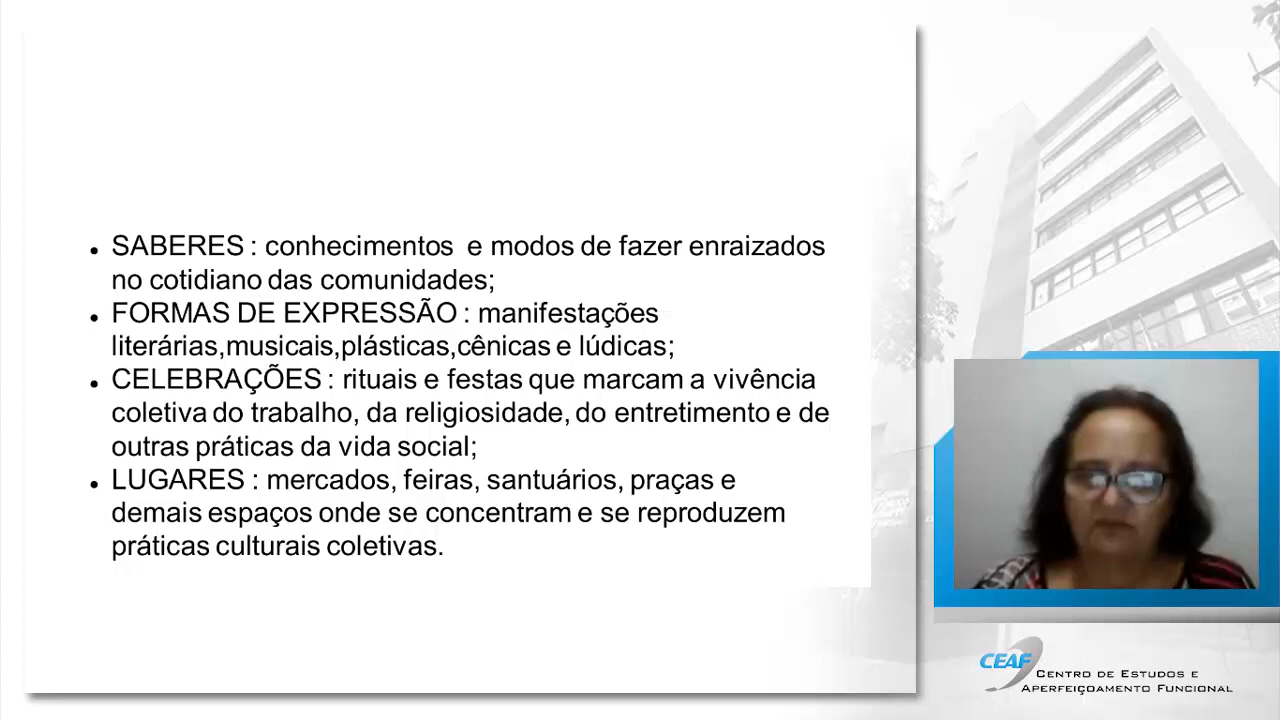 SABERES : conhecimentos e modos de fazer enraizados
no cotidiano das comunidades;
FORMAS DE EXPRESSÃO : manifestações
literárias,musicais,plásticas,cênicas e lúdicas;
CELEBRAÇÕES : rituais e festas que marcam a vivência
coletiva do trabalho, da religiosidade, do entretimento e de
outras práticas da vida social;
LUGARES : mercados, feiras, santuários, praças e
demais espaços onde se concentram e se reproduzem
práticas culturais coletivas.
CEAF
CENTRO DE ESTUDOS E
APERFEIÇOAMENTO FUNCIONAL